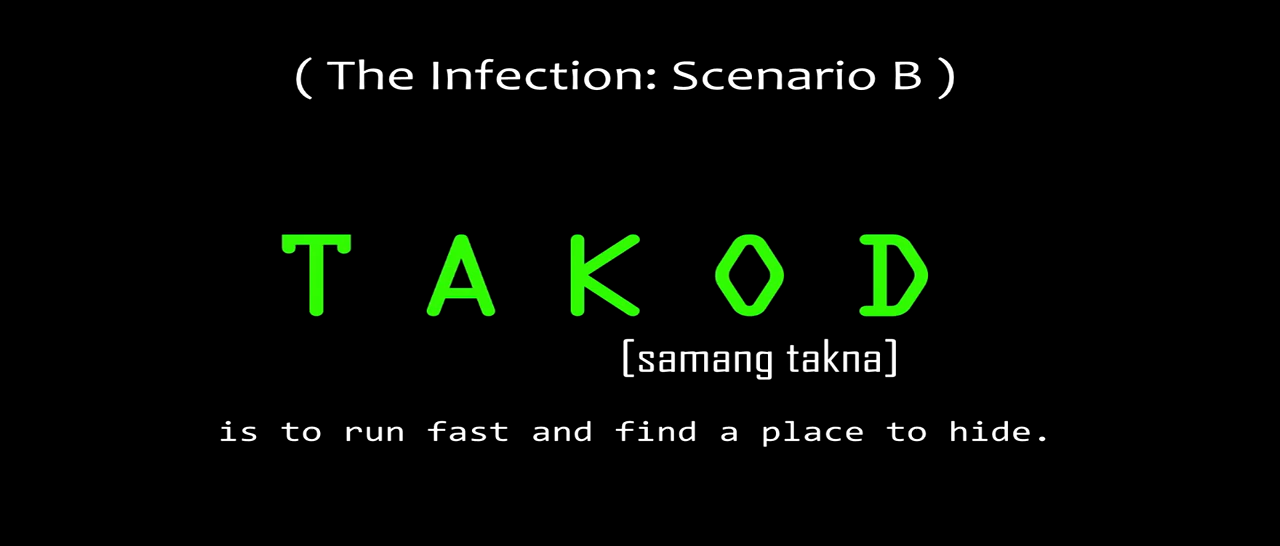 ( The Infection: Scenario B )
T A K O D
[samang takna]
is to run fast and find a place to hide.